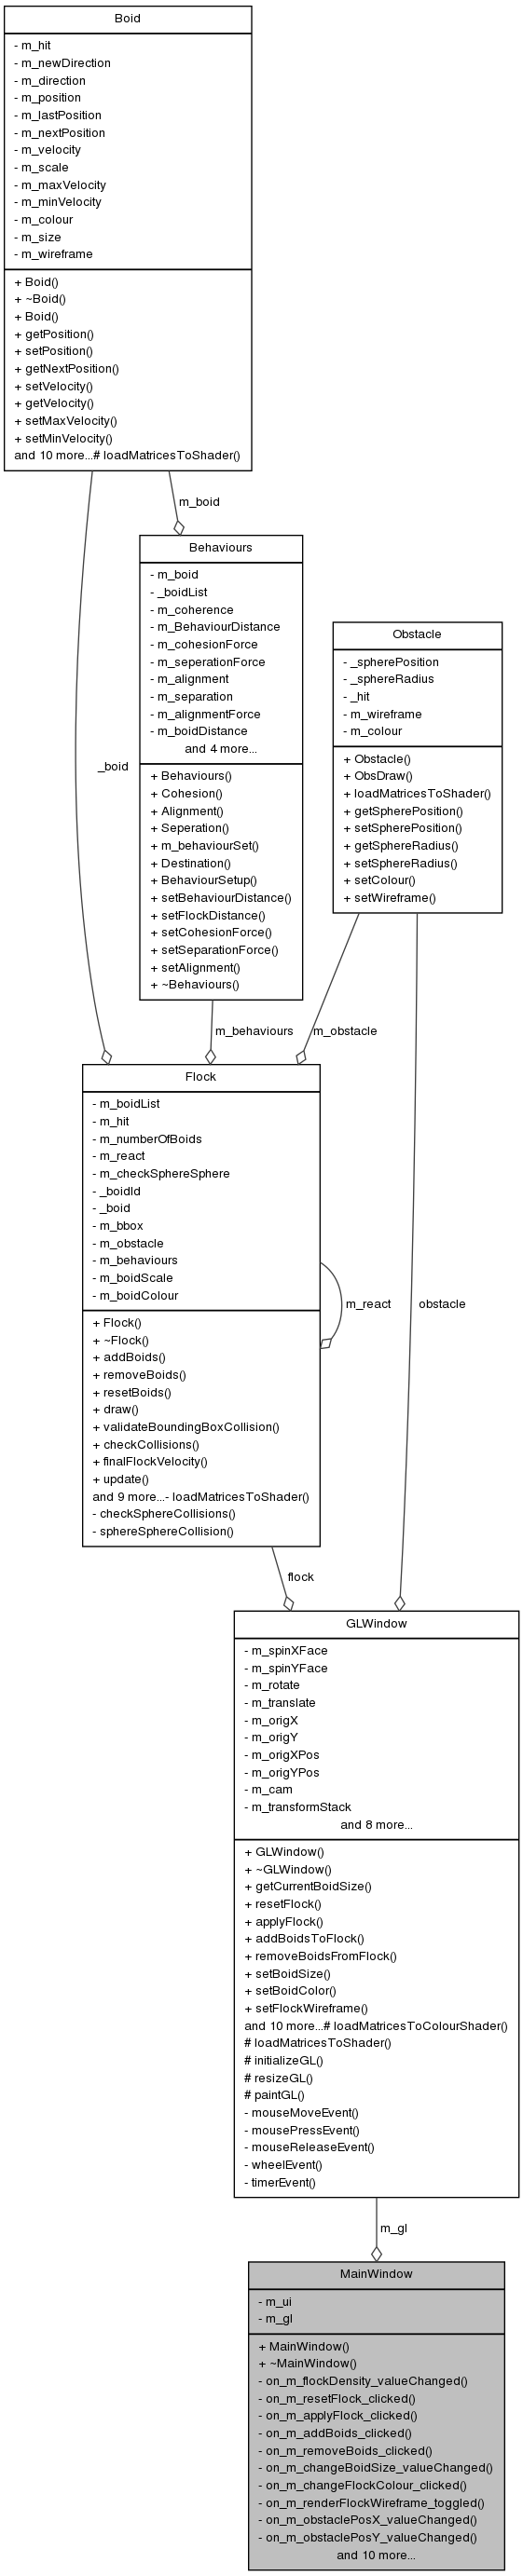 Boid
- m_hit
- m_newDirection
- m_direction
- m_position
- m_lastPosition
- m_nextPosition
- m_velocity
- m_scale
- m_maxVelocity
- m_minVelocity
- m_colour
- m_size
- m_wireframe
+ Boid()
+ ~Boid()
+ Boid()
+ getPosition()
+ setPosition()
+ getNextPosition()
+ setVelocity()
+ getVelocity()
+ setMaxVelocity()
+ setMinVelocity()
and 10 more...# loadMatricesToShader()
m_boid
Behaviours
- m_boid
- _boidList
- m_coherence
- m_BehaviourDistance
- m_cohesionForce
- m_seperationForce
- m_alignment
- m_separation
- m_alignmentForce
- m_boidDistance
and 4 more...
+ Behaviours()
+ Cohesion()
+ Alignment()
+ Seperation()
+ m_behaviourSet()
+ Destination()
+ BehaviourSetup()
+ setBehaviourDistance()
+ setFlockDistance()
+ setCohesionForce()
+ setSeparationForce()
+ setAlignment()
+ ~Behaviours()
Obstacle
- _spherePosition
- _sphereRadius
- _hit
- m_wireframe
- m_colour
+ Obstacle()
+ ObsDraw()
+ loadMatricesToShader()
+ getSpherePosition()
+ setSpherePosition()
+ getSphereRadius()
+ setSphereRadius()
+ setColour()
+ setWireframe()
_boid
m_behaviours
m_obstacle
Flock
- m_boidList
- m_hit
- m_numberOfBoids
- m_react
- m_checkSphereSphere
- _boidId
- _boid
- m_bbox
- m_obstacle
- m_behaviours
- m_boidScale
- m_boidColour
+ Flock()
+ ~Flock()
+ addBoids()
+ removeBoids()
+ resetBoids()
+ draw()
+ validateBoundingBoxCollision()
+ checkCollisions()
+ finalFlockVelocity()
+ update()
and 9 more...- loadMatricesToShader()
- checkSphereCollisions()
- sphereSphereCollision()
m_react
obstacle
flock
GLWindow
- m_spinXFace
- m_spinYFace
- m_rotate
- m_translate
- m_origX
- m_origY
- m_origXPos
- m_origYPos
- m_cam
- m_transformStack
and 8 more...
+ GLWindow()
+ ~GLWindow()
+ getCurrentBoidSize()
+ resetFlock()
+ applyFlock()
+ addBoidsToFlock()
+ removeBoidsFromFlock()
+ setBoidSize()
+ setBoidColor()
+ setFlockWireframe()
and 10 more...# loadMatricesToColourShader()
# loadMatricesToShader()
# initializeGL()
# resizeGL()
# paintGL()
- mouseMoveEvent()
- mousePressEvent()
- mouseReleaseEvent()
- wheelEvent()
- timerEvent()
m_gl
MainWindow
- m_ui
- m_gl
+ MainWindow()
+ ~MainWindow()
- on_m_flockDensity_valueChanged()
- on_m_resetFlock_clicked()
- on_m_applyFlock_clicked()
- on_m_addBoids_clicked()
- on_m_removeBoids_clicked()
- on_m_changeBoidSize_valueChanged()
- on_m_changeFlockColour_clicked()
- on_m_renderFlockWireframe_toggled()
- on_m_obstaclePosX_valueChanged()
- on_m_obstaclePosY_valueChanged()
and 10 more...